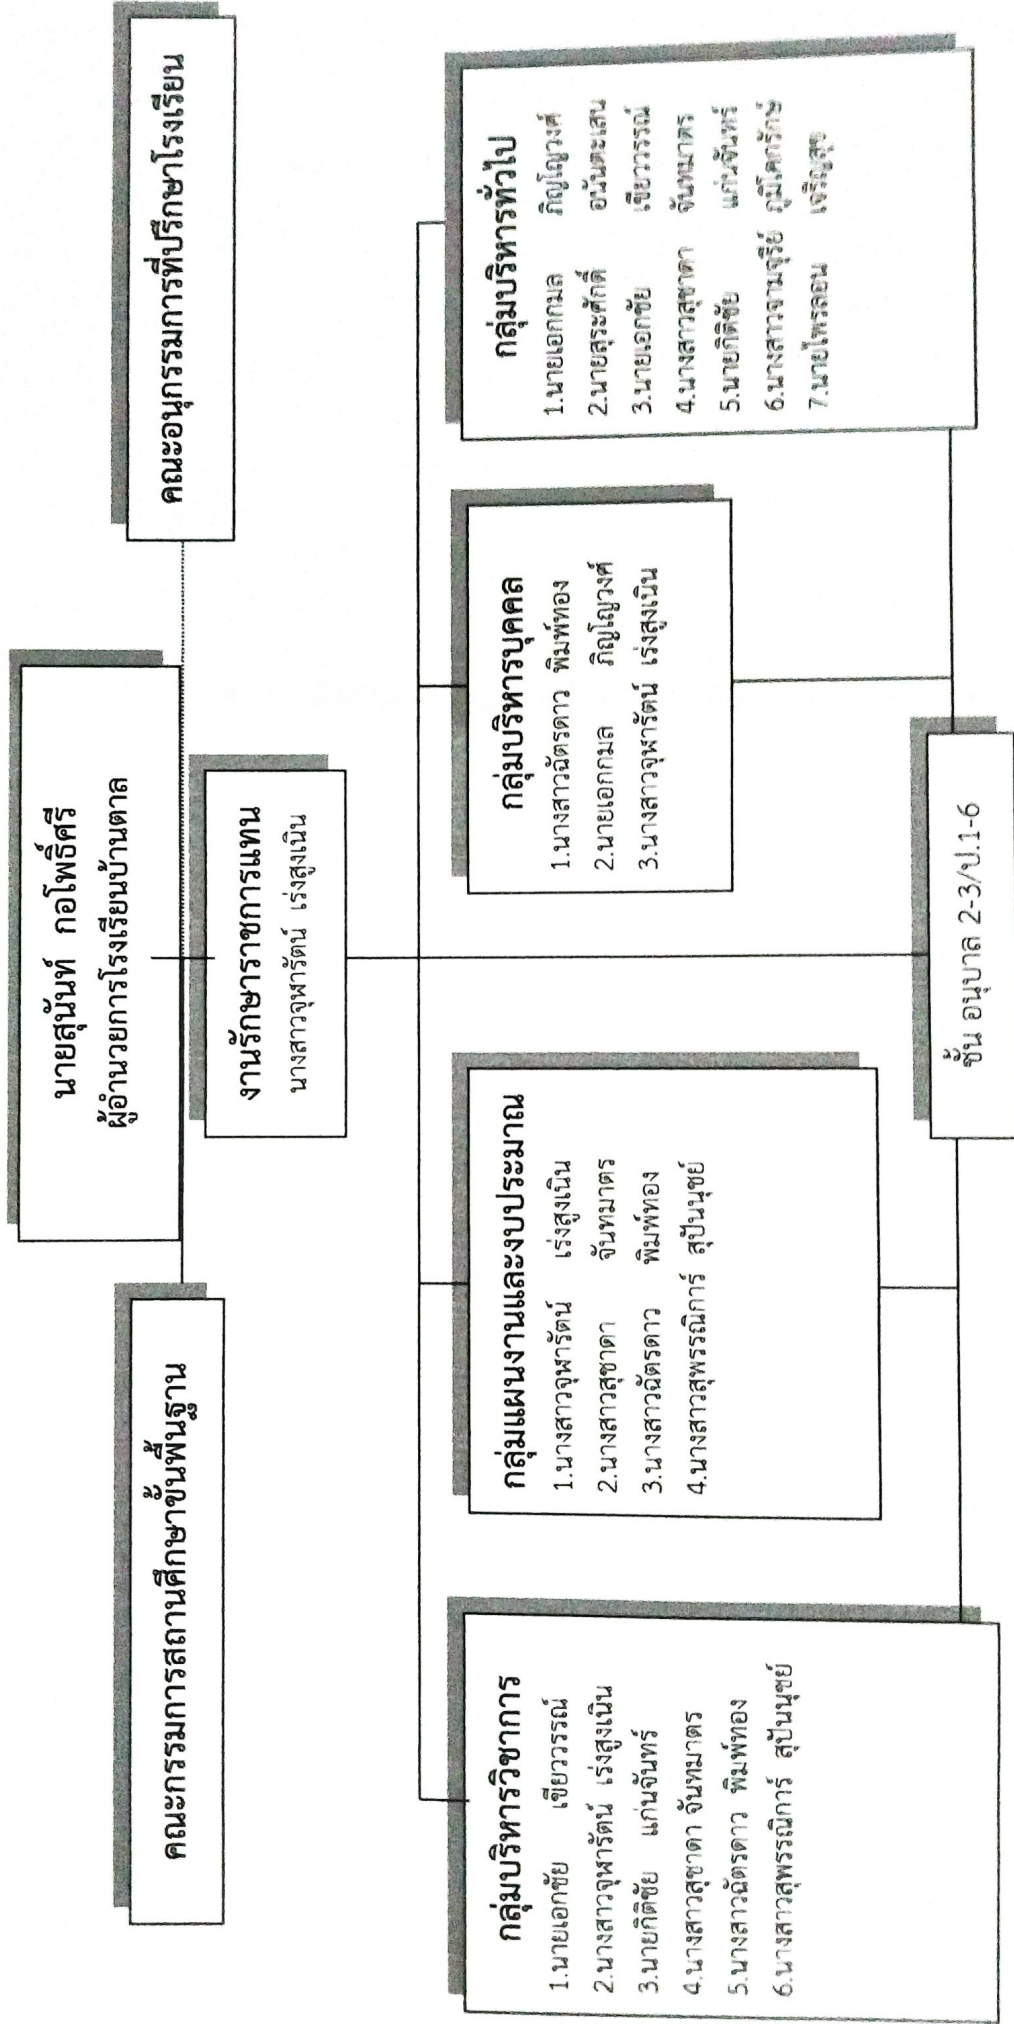 นายสุนันท์ กอโพธิ์ศรี
ผู้อำนวยการโรงเรียนบ้านตาล
คณะกรรมการสถานศึกษาขั้นพื้นฐาน
คณะอนุกรรมการที่ปรึกษาโรงเรียน
งานรักษาราชการแทน
นางสาวจุฬารัตน์ เร่งสูงเนิน
กลุ่มบริหารวิชาการ
1.นายเอกชัย เขียววรรณ์
2.นางสาวจุฬารัตน์ เร่งสูงเนิน
3.นายกิติชัย แก่นจันทร์
4.นางสาวสุชาดา จันทมาตร
5.นางสาวฉัตรดาว พิมพ์ทอง
6.นางสาวสุพรรณิการ์ สุปันนุชย์
กลุ่มแผนงานและงบประมาณ
1.นางสาวจุฬารัตน์ เร่งสูงเนิน
2.นางสาวสุชาดา จันทมาตร
3.นางสาวฉัตรดาว พิมพ์ทอง
4.นางสาวสุพรรณิการ์ สุปันนุชย์
กลุ่มบริหารบุคคล
1.นางสาวฉัตรดาว พิมพ์ทอง
2.นายเอกกมล ภิญโญวงศ์
3.นางสาวจุฬารัตน์ เร่งสูงเนิน
กลุ่มบริหารทั่วไป
1.นายเอกกมล ภิญโญวงศ์
2.นายสุระศักดิ์ อนันตะเสน
3.นายเอกชัย เขียววรรณ์
4.นางสาวสุชาดา จันทมาตร
5.นายกิติชัย แก่นจันทร์
6.นางสาวจามจุรีย์ ภูมิโคกรักษ์
7.นายไพรลอน เจริญสุข
ชั้น อนุบาล 2-3/ป.1-6